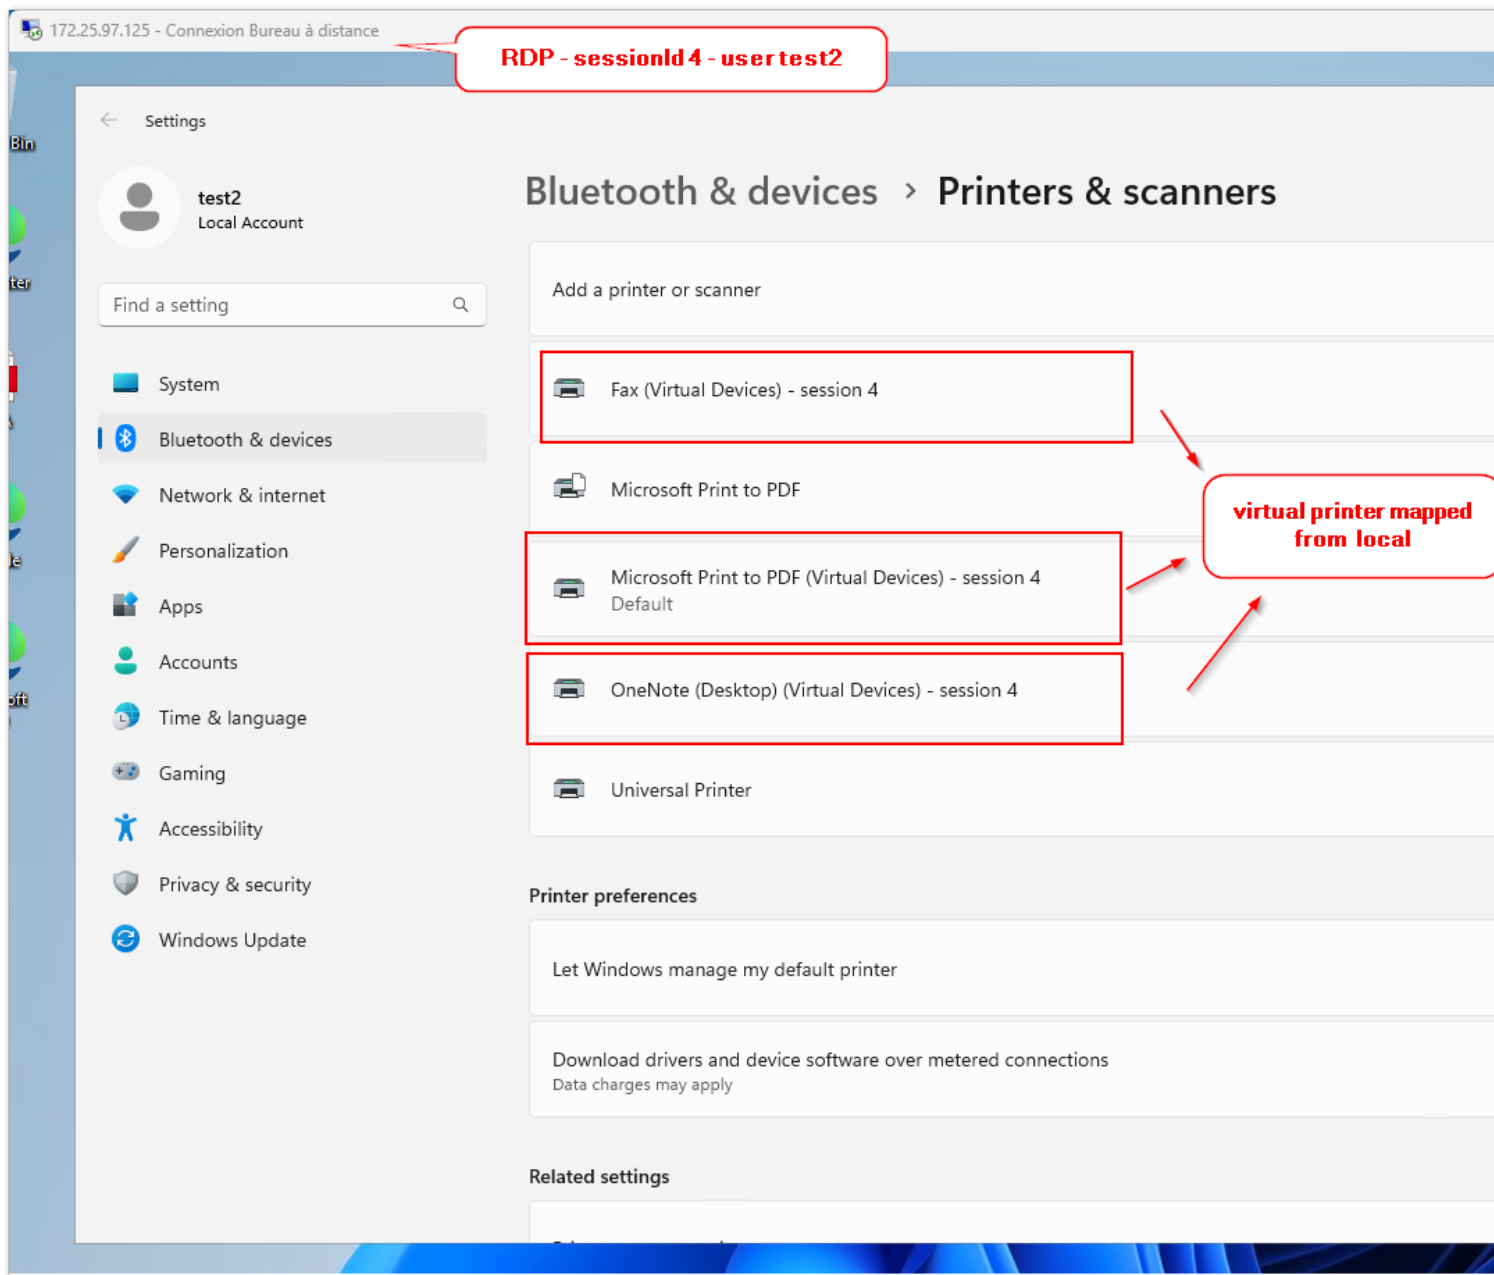 172.25.97.125 - Connexion Bureau à distance
RDP - sessionId 4 - user test2
Settings
Bin
test2
Local Account
Bluetooth & devices > Printers & scanners
Add a printer or scanner
Find a setting
Fax (Virtual Devices) - session 4
System
Bluetooth & devices
Microsoft Print to PDF
Network & internet
virtual printer mapped
from local
Personalization
Microsoft Print to PDF (Virtual Devices) - session 4
Default
Apps
Accounts
OneNote (Desktop) (Virtual Devices) - session 4
Time & language
Gaming
Universal Printer
Accessibility
Privacy & security
Printer preferences
Windows Update
Let Windows manage my default printer
Download drivers and device software over metered connections
Data charges may apply
Related settings